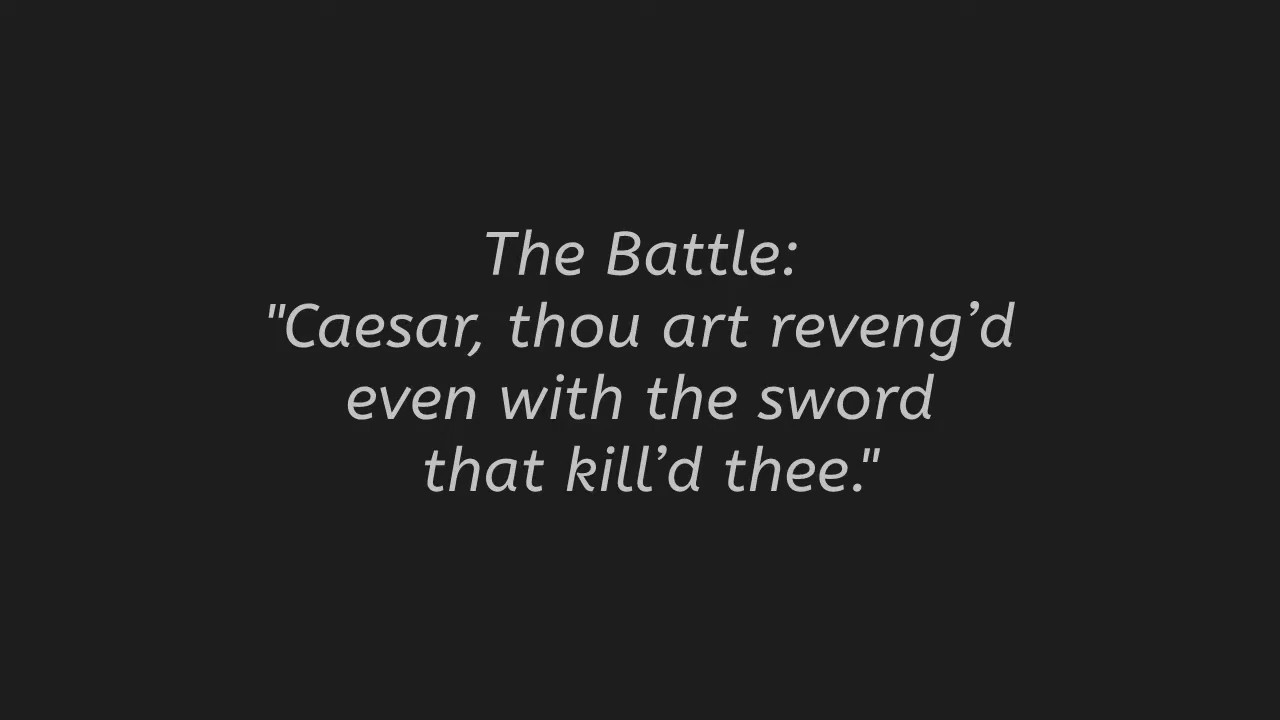 The Battle:
"Caesar, thou art reveng’d
even with the sword
that kill’d thee."